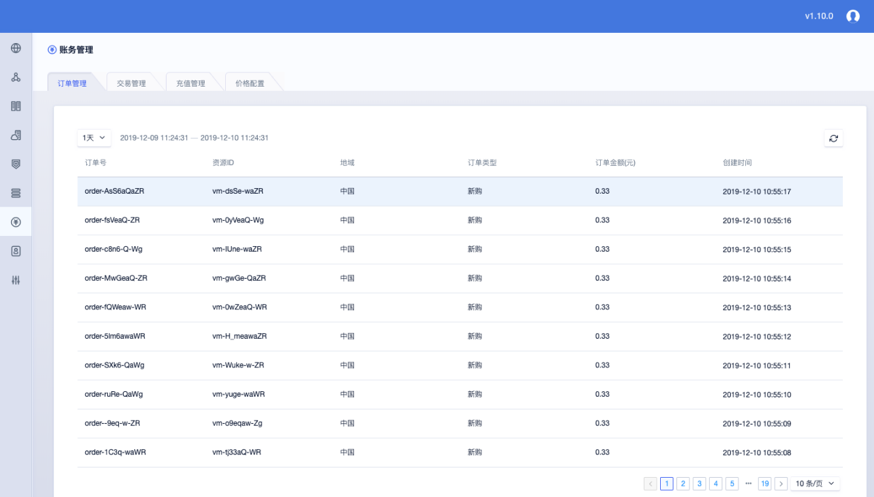 v1.10.0
账务管理
订单管理 交易管理 充值管理 价格配置
1天 2019-12-09 11:24:31 — 2019-12-10 11:24:31
订单号 资源ID 地域 订单类型 订单金额(元) 创建时间
order-AsS6aQaZR vm-dsSe-waZR 中国 新购 0.33 2019-12-10 10:55:17
order-fsVeaQ-ZR vm-0yVeaQ-Wg 中国 新购 0.33 2019-12-10 10:55:16
order-c8n6-Q-Wg vm-IUne-waZR 中国 新购 0.33 2019-12-10 10:55:15
order-MwGeaQ-ZR vm-gwGe-QaZR 中国 新购 0.33 2019-12-10 10:55:14
order-fQWeaw-WR vm-0wZeaQ-WR 中国 新购 0.33 2019-12-10 10:55:13
order-5lm6awaWR vm-H_meawaZR 中国 新购 0.33 2019-12-10 10:55:12
order-SXk6-QaWg vm-Wuke-w-ZR 中国 新购 0.33 2019-12-10 10:55:11
order-ruRe-QaWg vm-yuge-waWR 中国 新购 0.33 2019-12-10 10:55:10
order--9eq-w-ZR vm-o9eqaw-Zg 中国 新购 0.33 2019-12-10 10:55:09
order-1C3q-waWR vm-tj33aQ-WR 中国 新购 0.33 2019-12-10 10:55:08
1 2 3 4 5 ••• 19 10 条/页